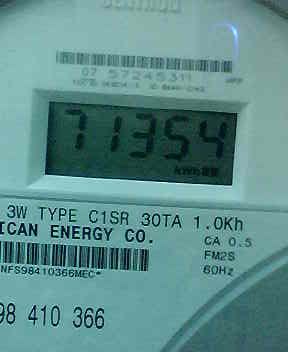 CENTRON
07 57245311
71354
3W TYPE C1SR 30TA 1.0Kh
ICAN ENERGY CO.
CA 0.5
FM2S
60Hz
NFS98410366MEC*
98 410 366